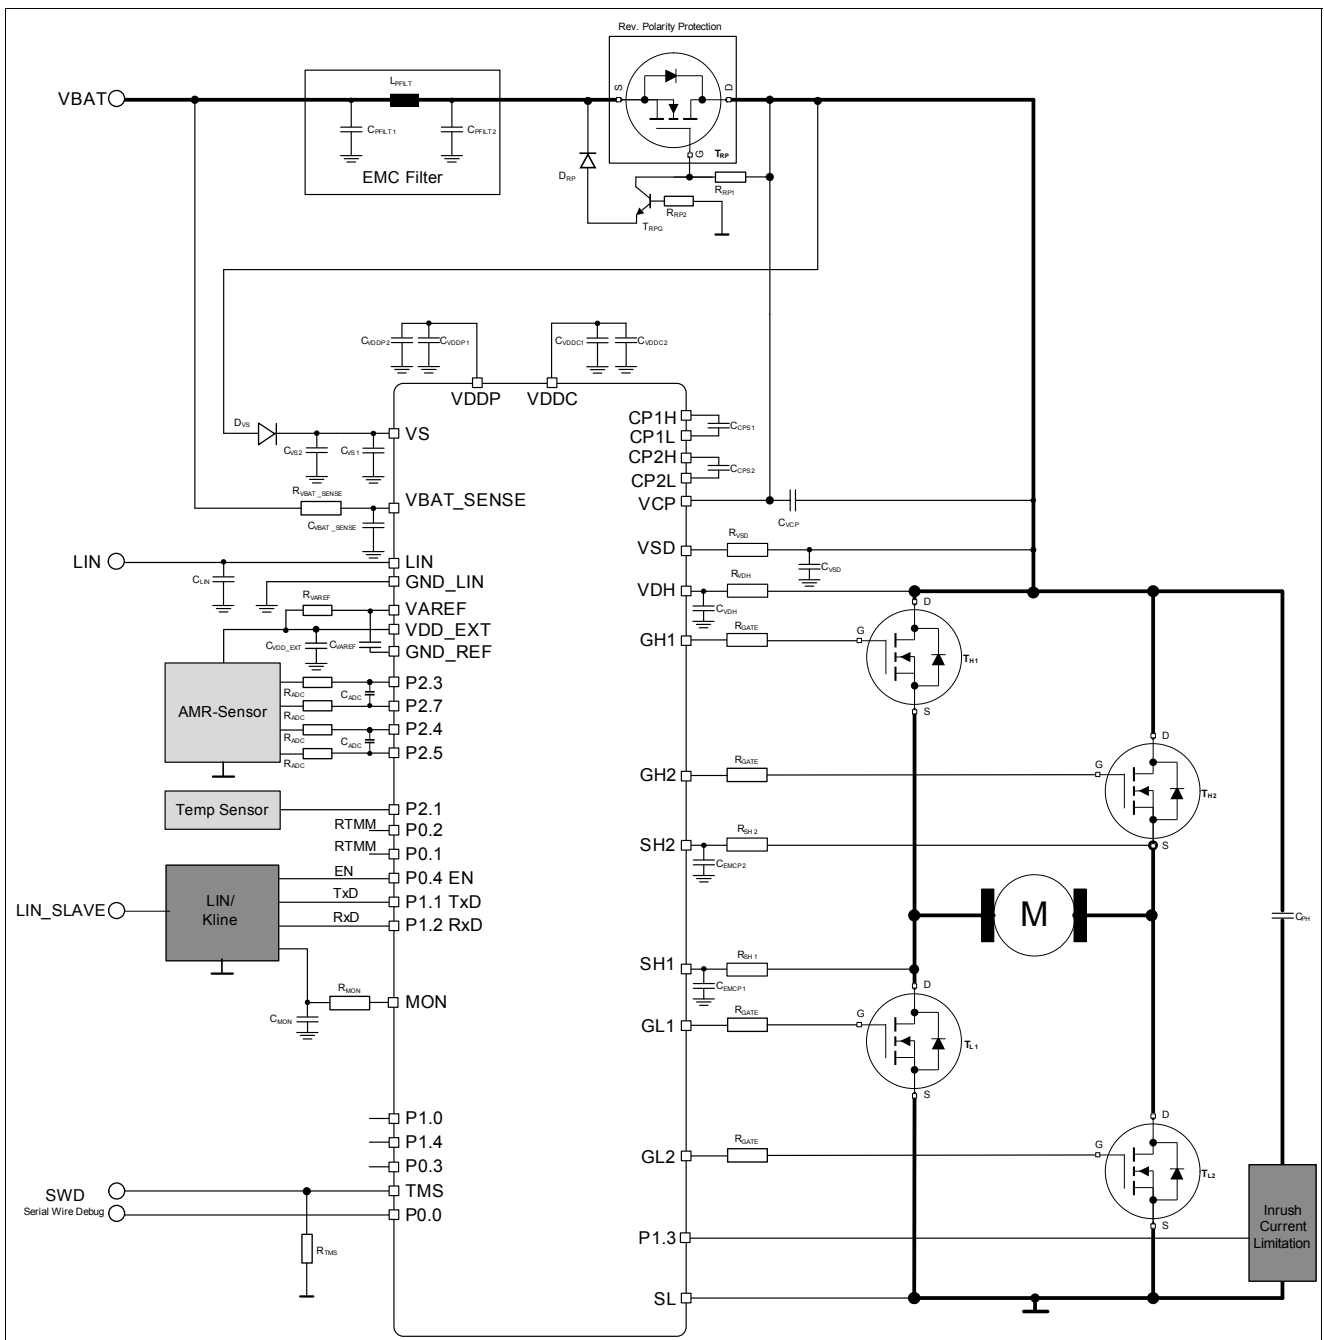 Rev. Polarity Protection
VBAT
LPFILT
CPFILT1
CPFILT2
EMC Filter
S
D
G
TRP
DRP
RRP1
RRP2
TRPG
CVDDP2
CVDDP1
CVDDC1
CVDDC2
VDDP
VDDC
DVS
CVS2
CVS1
VS
CP1H
CP1L
CCPS1
CP2H
CP2L
CCPS2
RVBAT_SENSE
VBAT_SENSE
CVBAT_SENSE
VCP
CVCP
VSD
RVSD
CVSD
LIN
CLIN
LIN
GND_LIN
VDH
RVDH
CVDH
RVAREF
VAREF
VDD_EXT
CVDD_EXT
CVAREF
GND_REF
GH1
RGATE
G
D
TH1
S
AMR-Sensor
RADC
RADC
RADC
RADC
CADC
CADC
P2.3
P2.7
P2.4
P2.5
GH2
RGATE
G
D
TH2
S
Temp Sensor
P2.1
RTMM
P0.2
RTMM
P0.1
SH2
RSH2
CEMCP2
LIN_SLAVE
LIN/
Kline
EN
P0.4 EN
TxD
P1.1 TxD
RxD
P1.2 RxD
M
CPH
SH1
RSH1
CEMCP1
RMON
CMON
MON
GL1
RGATE
G
D
TL1
S
P1.0
P1.4
P0.3
GL2
RGATE
G
D
TL2
S
SWD
Serial Wire Debug
TMS
P0.0
RTMS
P1.3
Inrush
Current
Limitation
SL